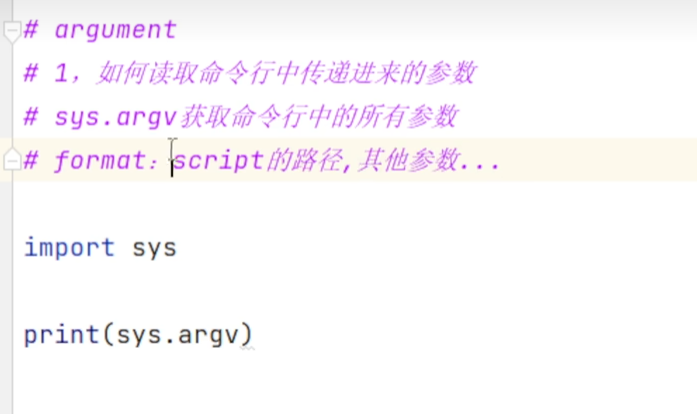 # argument
# 1，如何读取命令行中传递进来的参数
# sys.argv获取命令行中的所有参数
# format：script的路径,其他参数...
import sys
print(sys.argv)